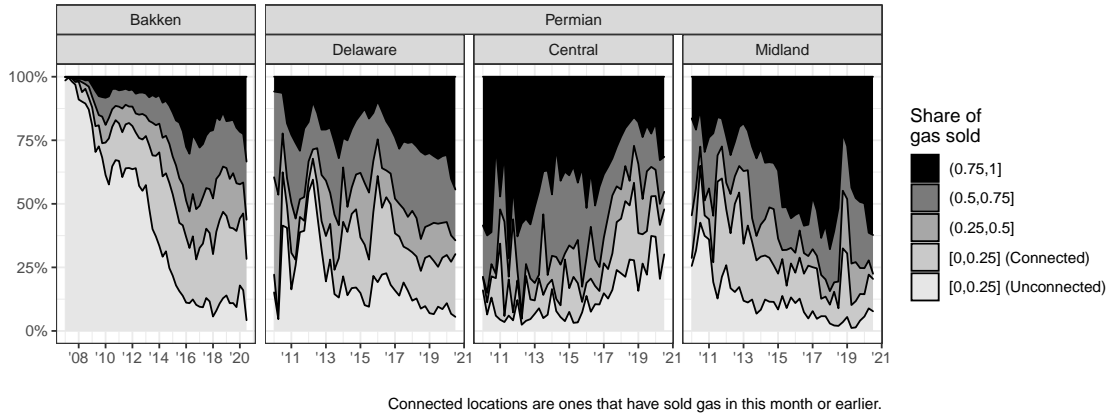 Bakken
Permian
Delaware
Central
Midland
100%
75%
50%
25%
0%
'08 '10 '12 '14 '16 '18 '20
'11 '13 '15 '17 '19 '21
'11 '13 '15 '17 '19 '21
'11 '13 '15 '17 '19 '21
Share of
gas sold
(0.75,1]
(0.5,0.75]
(0.25,0.5]
[0,0.25] (Connected)
[0,0.25] (Unconnected)
Connected locations are ones that have sold gas in this month or earlier.